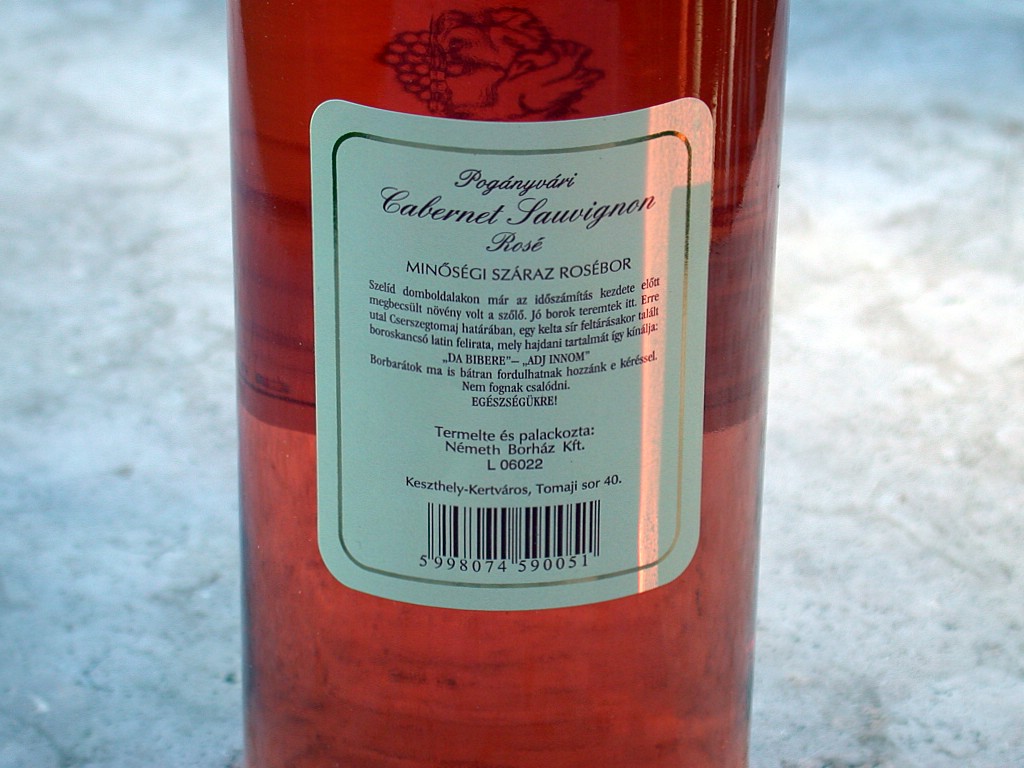 Pogányvári
Cabernet Sauvignon
Rosé
MINŐSÉGI SZÁRAZ ROSÉBOR
Szelíd domboldalakon már az időszámítás kezdete előtt
megbecsült növény volt a szőlő. Jó borok teremtek itt. Erre
utal Cserszegtomaj határában, egy kelta sír feltárásakor talált
boroskancsó latin felirata, mely hajdani tartalmát így kínálja:
„DA BIBERE”– „ADJ INNOM”
Borbarátok ma is bátran fordulhatnak hozzánk e kéréssel.
Nem fognak csalódni.
EGÉSZSÉGÜKRE!
Termelte és palackozta:
Németh Borház Kft.
L 06022
Keszthely-Kertváros, Tomaji sor 40.
5 998074 590051